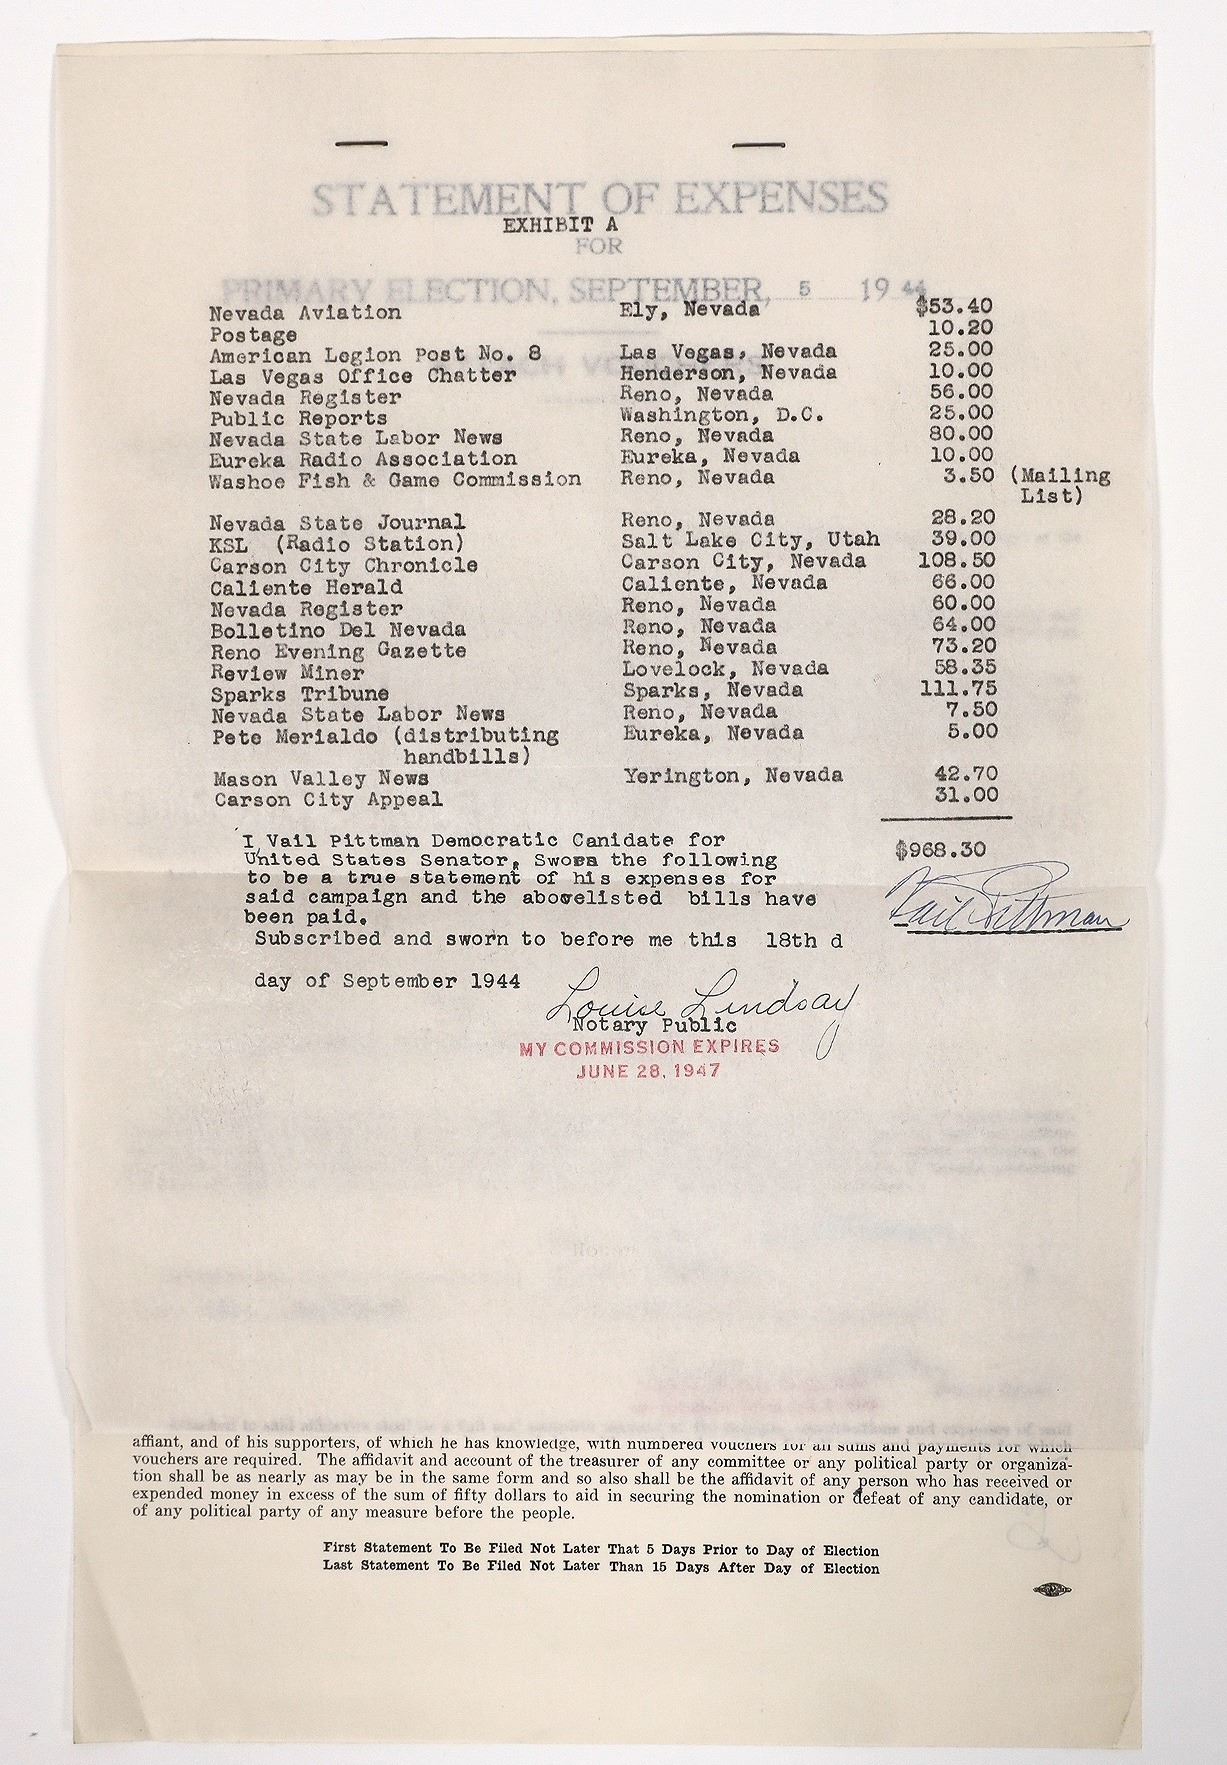 STATEMENT OF EXPENSES
EXHIBIT A
FOR
PRIMARY ELECTION, SEPTEMBER, 5 1944
Nevada Aviation Ely, Nevada $53.40
Postage 10.20
American Legion Post No. 8 Las Vegas, Nevada 25.00
Las Vegas Office Chatter Henderson, Nevada 10.00
Nevada Register Reno, Nevada 56.00
Public Reports Washington, D.C. 25.00
Nevada State Labor News Reno, Nevada 80.00
Eureka Radio Association Eureka, Nevada 10.00
Washoe Fish & Game Commission Reno, Nevada 3.50 (Mailing
List)
Nevada State Journal Reno, Nevada 28.20
KSL (Radio Station) Salt Lake City, Utah 39.00
Carson City Chronicle Carson City, Nevada 108.50
Caliente Herald Caliente, Nevada 66.00
Nevada Register Reno, Nevada 60.00
Bolletino Del Nevada Reno, Nevada 64.00
Reno Evening Gazette Reno, Nevada 73.20
Review Miner Lovelock, Nevada 58.35
Sparks Tribune Sparks, Nevada 111.75
Nevada State Labor News Reno, Nevada 7.50
Pete Merialdo (distributing Eureka, Nevada 5.00
handbills)
Mason Valley News Yerington, Nevada 42.70
Carson City Appeal 31.00
I Vail Pittman Democratic Canidate for
United States Senator, Sworn the following $968.30
to be a true statement of his expenses for
said campaign and the abovelisted bills have
Vail Pittman
been paid.
Subscribed and sworn to before me this 18th d
day of September 1944
Louise Lindsay
Notary Public
MY COMMISSION EXPIRES
JUNE 28, 1947
affiant, and of his supporters, of which he has knowledge, with numbered vouchers for all sums and payments for which
vouchers are required. The affidavit and account of the treasurer of any committee or any political party or organiza-
tion shall be as nearly as may be in the same form and so also shall be the affidavit of any person who has received or
expended money in excess of the sum of fifty dollars to aid in securing the nomination or defeat of any candidate, or
of any political party of any measure before the people.
First Statement To Be Filed Not Later That 5 Days Prior to Day of Election
Last Statement To Be Filed Not Later Than 15 Days After Day of Election